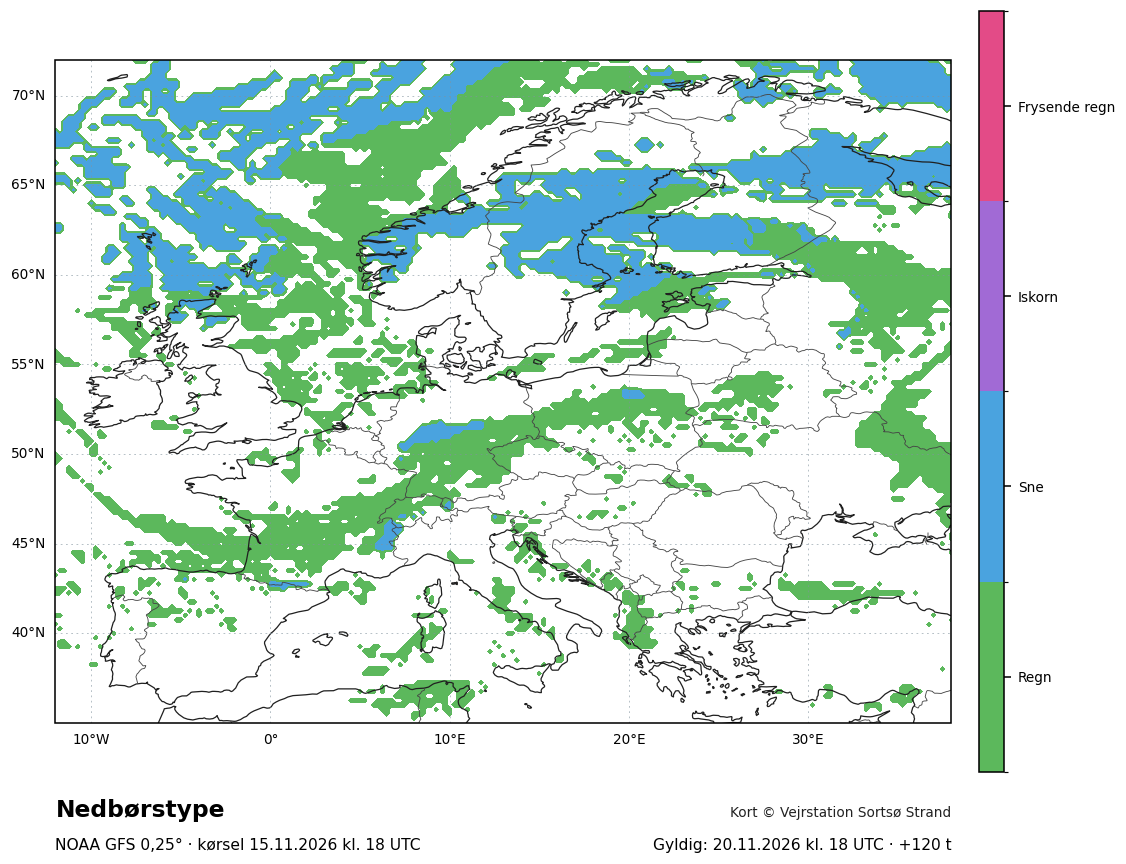 Frysende regn
Iskorn
Sne
Regn
70°N
65°N
60°N
55°N
50°N
45°N
40°N
10°W
0°
10°E
20°E
30°E
Nedbørstype
Kort © Vejrstation Sortsø Strand
NOAA GFS 0,25° · kørsel 15.11.2026 kl. 18 UTC
Gyldig: 20.11.2026 kl. 18 UTC · +120 t